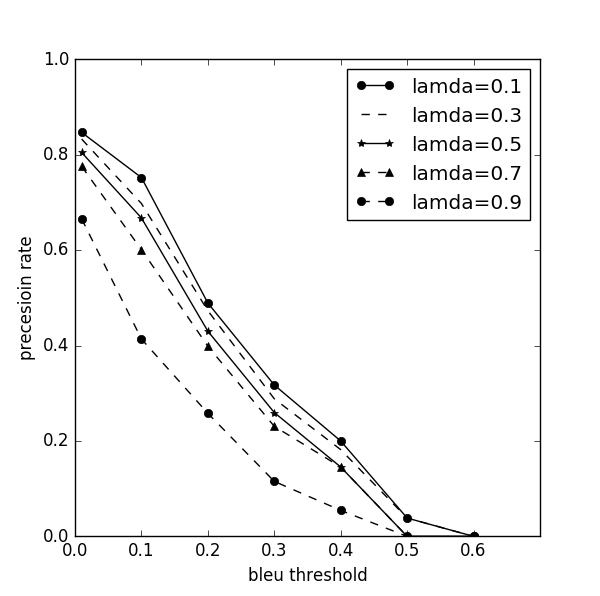 1.0
0.8
0.6
0.4
0.2
0.0
precesioin rate
lamda=0.1
lamda=0.3
lamda=0.5
lamda=0.7
lamda=0.9
0.0 0.1 0.2 0.3 0.4 0.5 0.6
bleu threshold